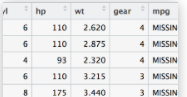 hp wt gear mpg
6 110 2.620 4 MISSIN
6 110 2.875 4 MISSIN
4 93 2.320 4 MISSIN
6 110 3.215 3 MISSIN
8 175 3.440 3 MISSIN